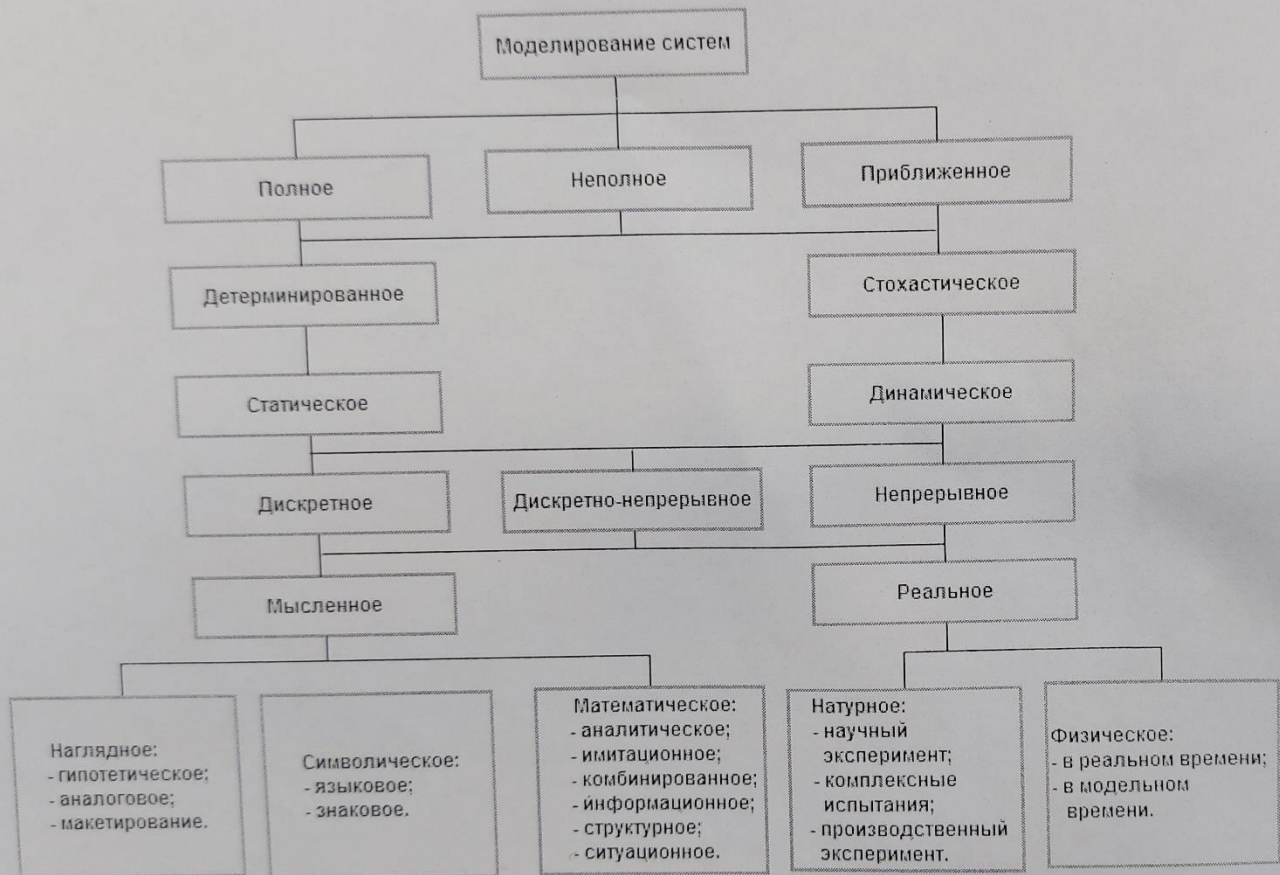 Моделирование систем
Полное
Неполное
Приближенное
Детерминированное
Стохастическое
Статическое
Динамическое
Дискретное
Дискретно-непрерывное
Непрерывное
Мысленное
Реальное
Наглядное:
- гипотетическое;
- аналоговое;
- макетирование.
Символическое:
- языковое;
- знаковое.
Математическое:
- аналитическое;
- имитационное;
- комбинированное;
- информационное;
- структурное;
- ситуационное.
Натурное:
- научный
эксперимент;
- комплексные
испытания;
- производственный
эксперимент.
Физическое:
- в реальном времени;
- в модельном
времени.